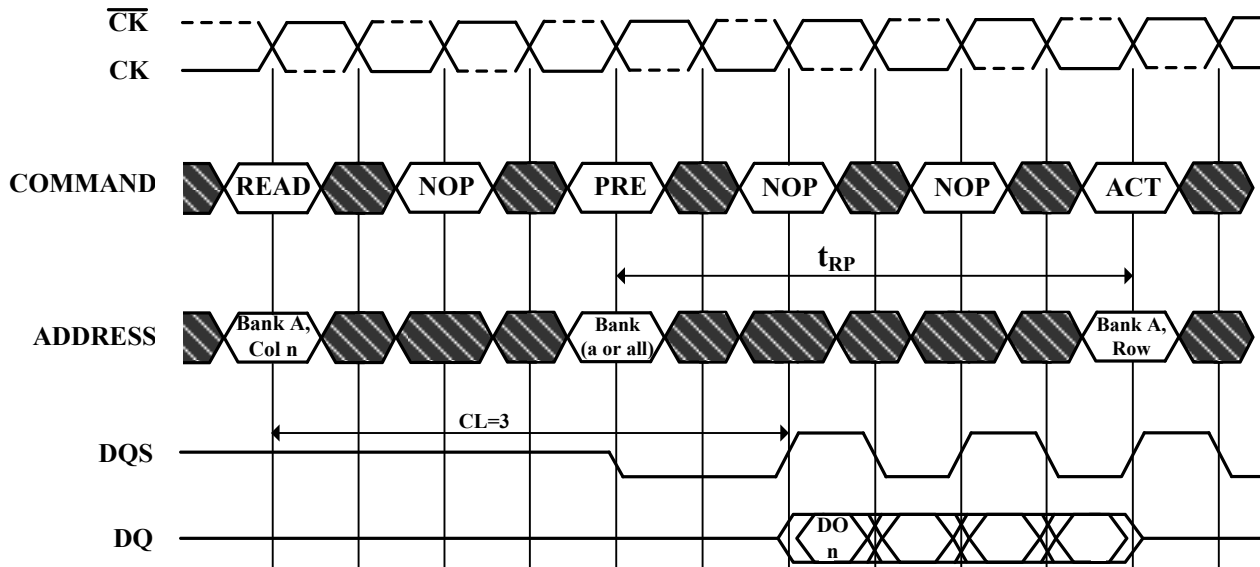 CK
CK
COMMAND
READ
NOP
PRE
NOP
NOP
ACT
tRP
ADDRESS
Bank A,
Col n
Bank
(a or all)
Bank A,
Row
CL=3
DQS
DQ
DO
n